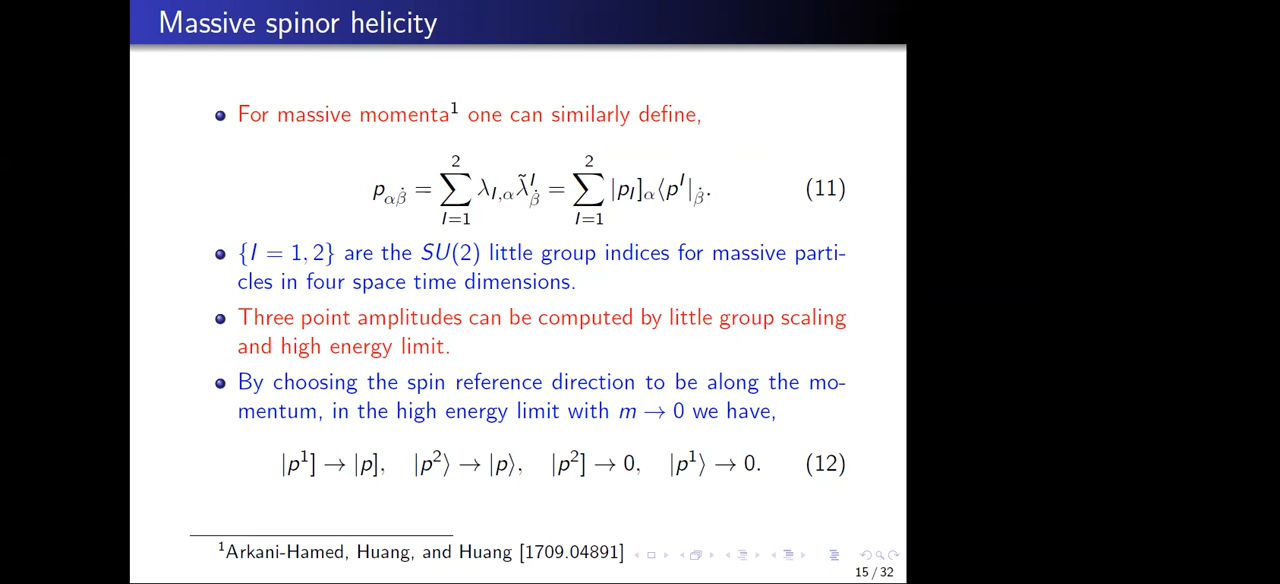 Massive spinor helicity
For massive momenta¹ one can similarly define,
p_{αβ̇} = ∑_{I=1}^{2} λ_{I,α} λ̃^I_{β̇} = ∑_{I=1}^{2} |p_I]_α ⟨p^I|_{β̇}. (11)
{I = 1, 2} are the SU(2) little group indices for massive parti-
cles in four space time dimensions.
Three point amplitudes can be computed by little group scaling
and high energy limit.
By choosing the spin reference direction to be along the mo-
mentum, in the high energy limit with m → 0 we have,
|p¹] → |p], |p²⟩ → |p⟩, |p²] → 0, |p¹⟩ → 0. (12)
¹Arkani-Hamed, Huang, and Huang [1709.04891]
15 / 32